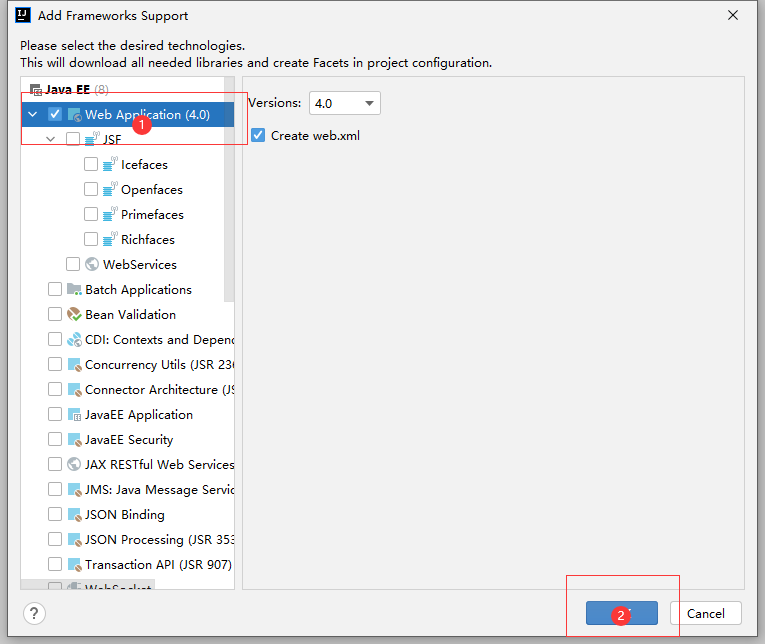 Add Frameworks Support
Please select the desired technologies.
This will download all needed libraries and create Facets in project configuration.
Java EE (8)
Web Application (4.0)
1
JSF
Icefaces
Openfaces
Primefaces
Richfaces
WebServices
Batch Applications
Bean Validation
CDI: Contexts and Depend
Concurrency Utils (JSR 236
Connector Architecture (JS
JavaEE Application
JavaEE Security
JAX RESTful Web Services
JMS: Java Message Servic
JSON Binding
JSON Processing (JSR 353
Transaction API (JSR 907)
WebSocket
Versions: 4.0
Create web.xml
?
2
Cancel